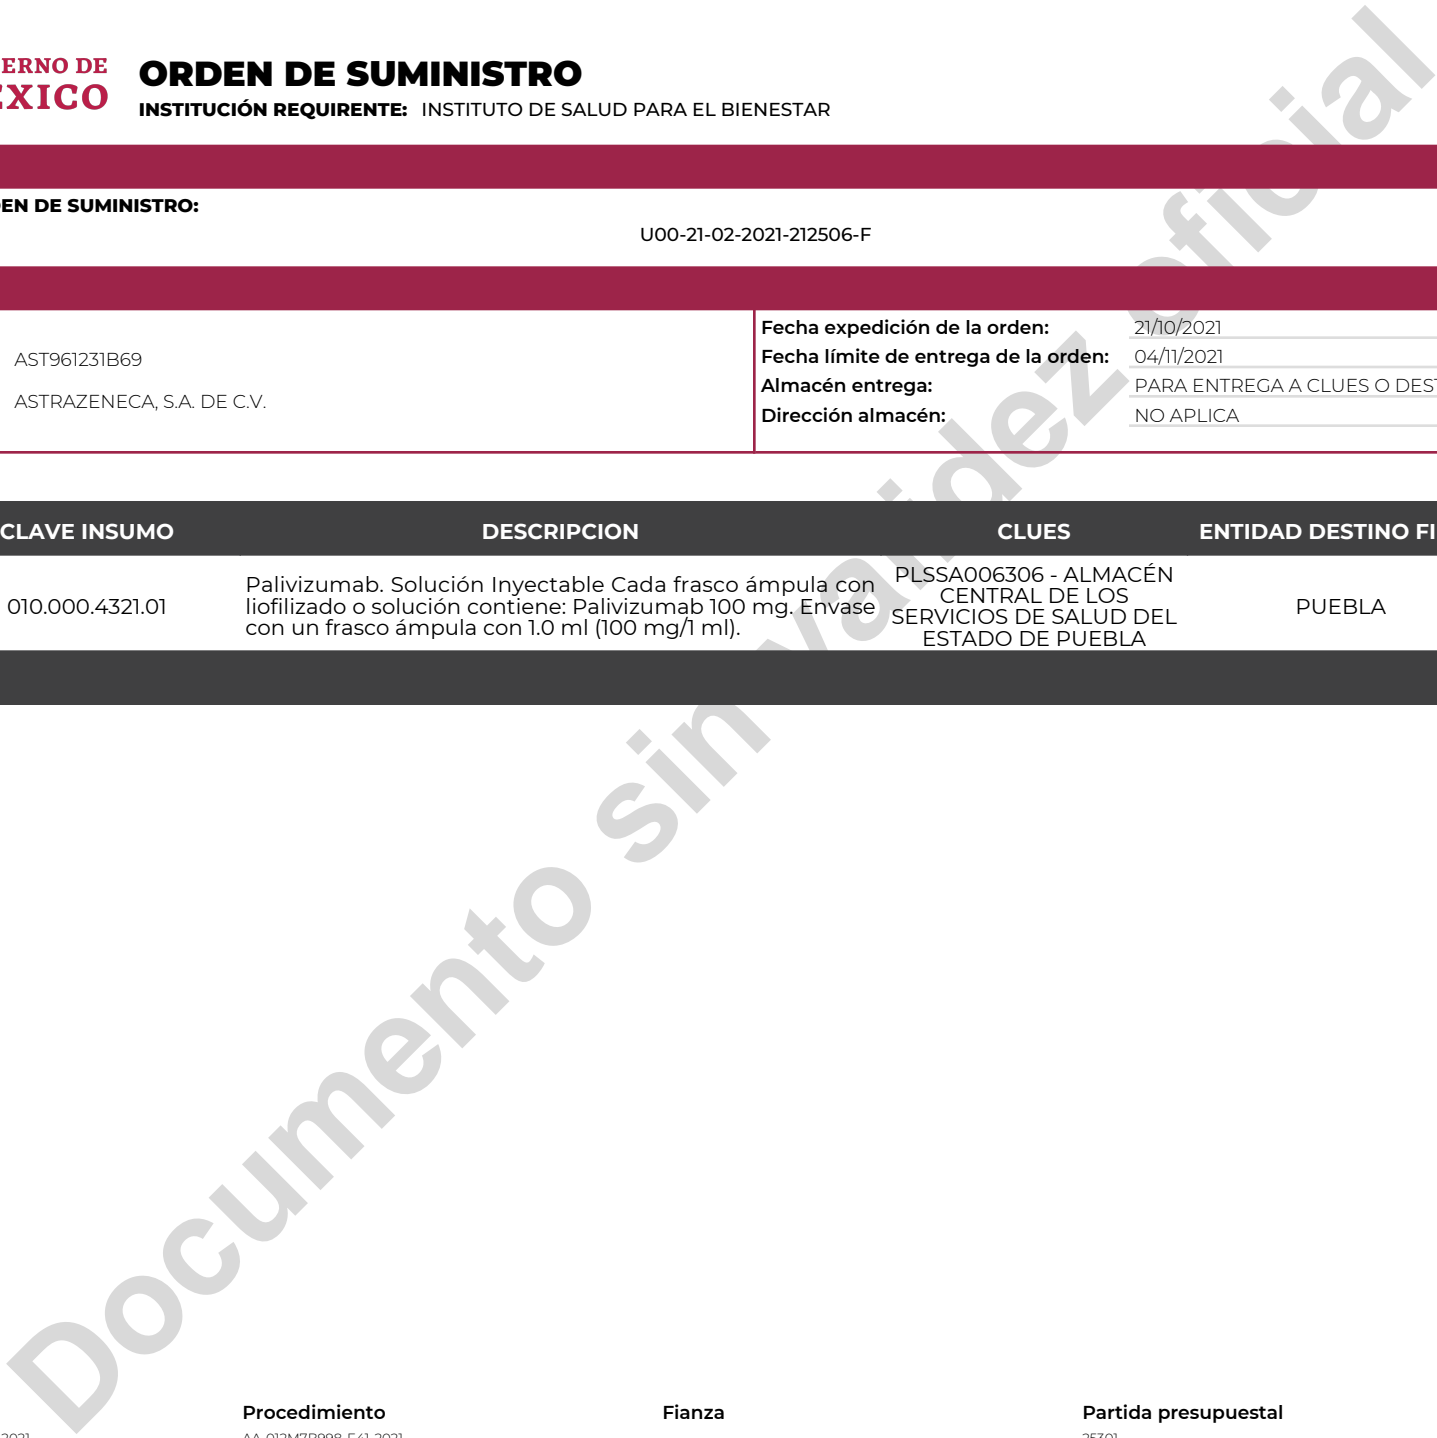 ERNO DE
ORDEN DE SUMINISTRO
XICO
INSTITUCIÓN REQUIRENTE: INSTITUTO DE SALUD PARA EL BIENESTAR
EN DE SUMINISTRO:
U00-21-02-2021-212506-F
AST961231B69
ASTRAZENECA, S.A. DE C.V.
Fecha expedición de la orden: 21/10/2021
Fecha límite de entrega de la orden: 04/11/2021
Almacén entrega: PARA ENTREGA A CLUES O DEST
Dirección almacén: NO APLICA
CLAVE INSUMO DESCRIPCION CLUES ENTIDAD DESTINO FI
010.000.4321.01
Palivizumab. Solución Inyectable Cada frasco ámpula con
liofilizado o solución contiene: Palivizumab 100 mg. Envase
con un frasco ámpula con 1.0 ml (100 mg/1 ml).
PLSSA006306 - ALMACÉN
CENTRAL DE LOS
SERVICIOS DE SALUD DEL
ESTADO DE PUEBLA
PUEBLA
Documento sin validez oficial
Procedimiento Fianza Partida presupuestal